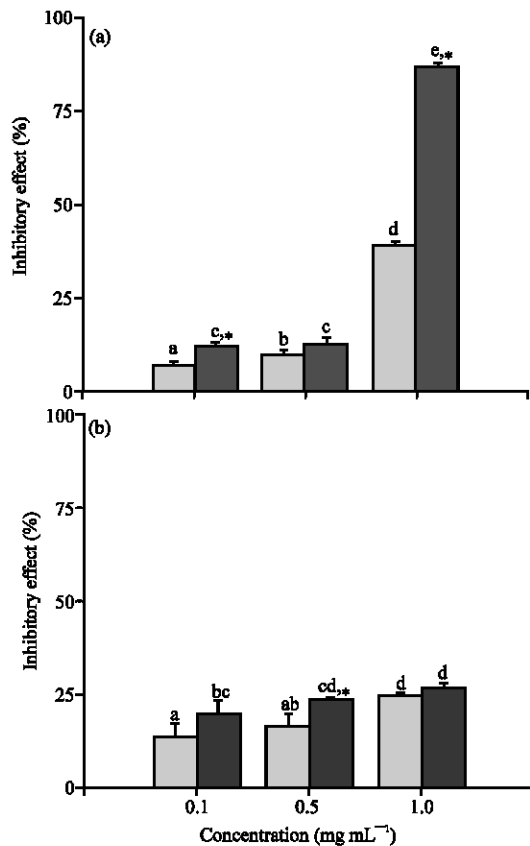 100
(a)
e,*
75
Inhibitory effect (%)
50
d
25
c,*
c
b
a
0
100
(b)
75
Inhibitory effect (%)
50
25
cd,*
d
d
bc
ab
a
0
0.1 0.5 1.0
Concentration (mg mL⁻¹)